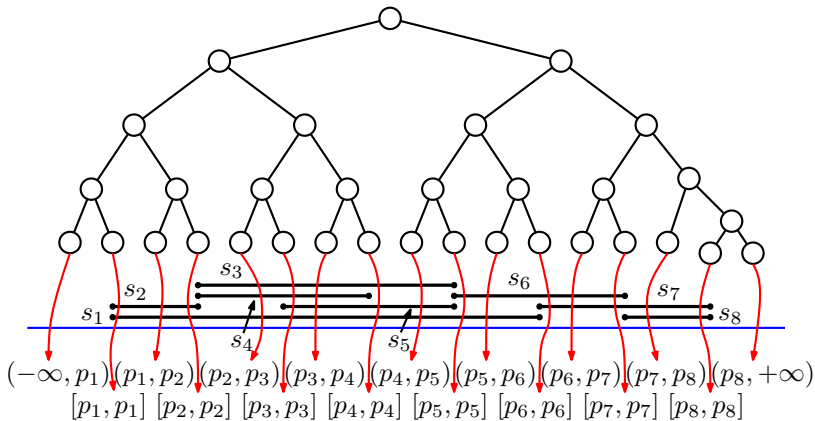 s₃
s₂ s₆ s₇
s₁ s₈
s₄ s₅
(−∞, p₁) (p₁, p₂) (p₂, p₃) (p₃, p₄) (p₄, p₅) (p₅, p₆) (p₆, p₇) (p₇, p₈) (p₈, +∞)
[p₁, p₁] [p₂, p₂] [p₃, p₃] [p₄, p₄] [p₅, p₅] [p₆, p₆] [p₇, p₇] [p₈, p₈]